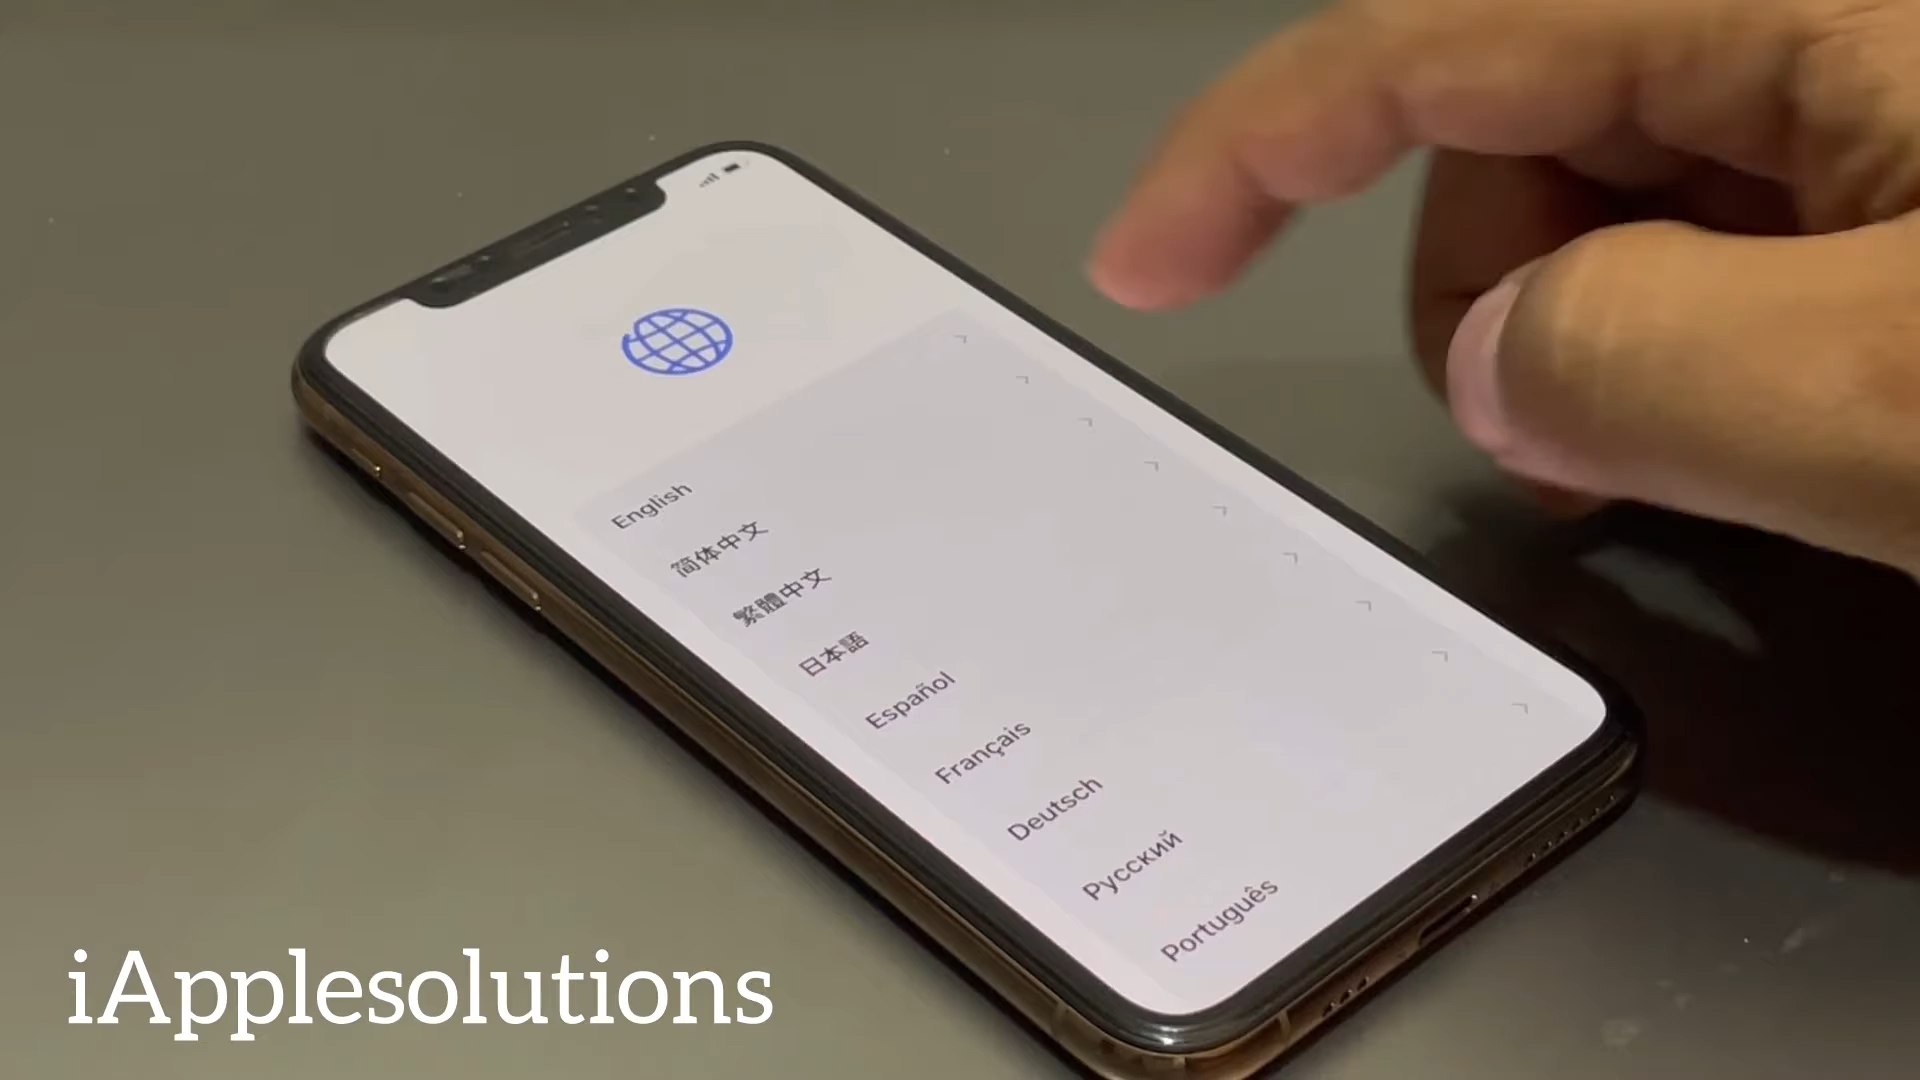 English
简体中文
繁體中文
日本語
Español
Français
Deutsch
Русский
Português
iApplesolutions